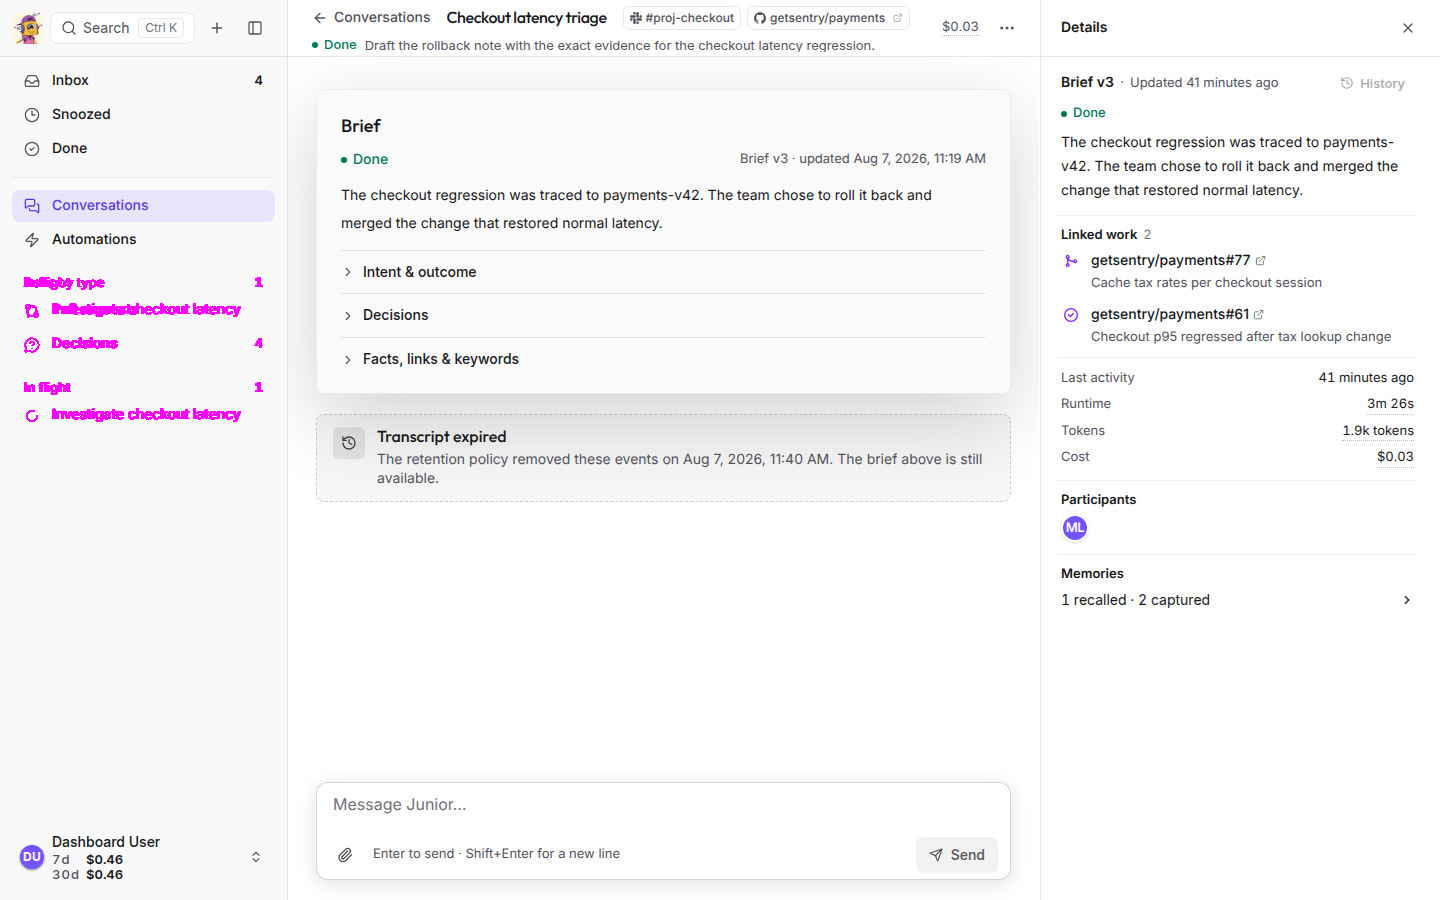 Search Ctrl K
Inbox 4
Snoozed
Done
Conversations
Automations
1
Decisions 4
In flight 1
Investigate checkout latency
DU Dashboard User
7d $0.46
30d $0.46
Conversations Checkout latency triage #proj-checkout getsentry/payments $0.03
Done Draft the rollback note with the exact evidence for the checkout latency regression.
Brief
Done Brief v3 · updated Aug 7, 2026, 11:19 AM
The checkout regression was traced to payments-v42. The team chose to roll it back and
merged the change that restored normal latency.
Intent & outcome
Decisions
Facts, links & keywords
Transcript expired
The retention policy removed these events on Aug 7, 2026, 11:40 AM. The brief above is still
available.
Message Junior...
Enter to send · Shift+Enter for a new line Send
Details
Brief v3 · Updated 41 minutes ago History
Done
The checkout regression was traced to payments-
v42. The team chose to roll it back and merged the
change that restored normal latency.
Linked work 2
getsentry/payments#77
Cache tax rates per checkout session
getsentry/payments#61
Checkout p95 regressed after tax lookup change
Last activity 41 minutes ago
Runtime 3m 26s
Tokens 1.9k tokens
Cost $0.03
Participants
ML
Memories
1 recalled · 2 captured